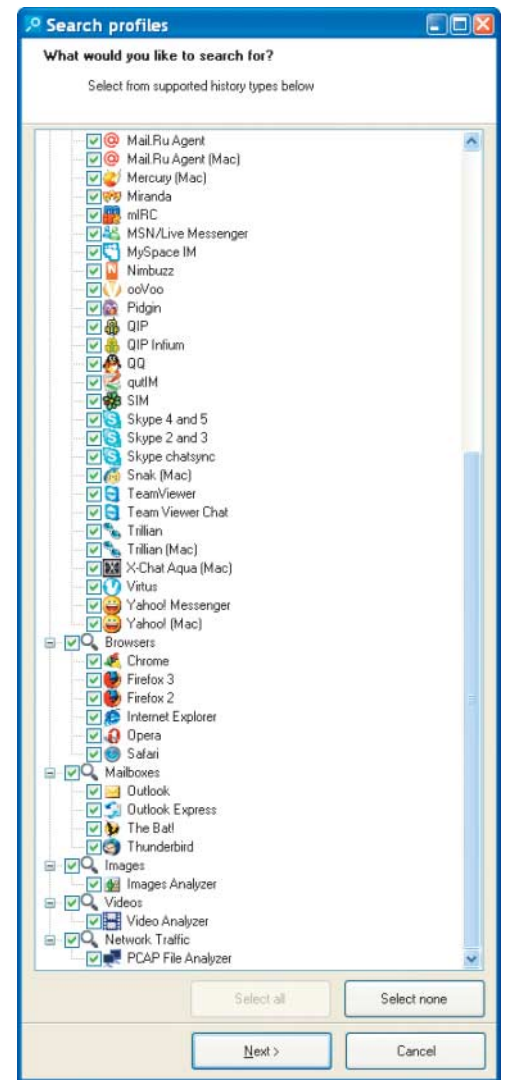 Search profiles
What would you like to search for?
Select from supported history types below
Mail.Ru Agent
Mail.Ru Agent (Mac)
Mercury (Mac)
Miranda
mIRC
MSN/Live Messenger
MySpace IM
Nimbuzz
ooVoo
Pidgin
QIP
QIP Infium
QQ
qutIM
SIM
Skype 4 and 5
Skype 2 and 3
Skype chatsync
Snak (Mac)
TeamViewer
Team Viewer Chat
Trillian
Trillian (Mac)
X-Chat Aqua (Mac)
Virtus
Yahoo! Messenger
Yahoo! (Mac)
Browsers
Chrome
Firefox 3
Firefox 2
Internet Explorer
Opera
Safari
Mailboxes
Outlook
Outlook Express
The Bat!
Thunderbird
Images
Images Analyzer
Videos
Video Analyzer
Network Traffic
PCAP File Analyzer
Select all Select none
Next > Cancel